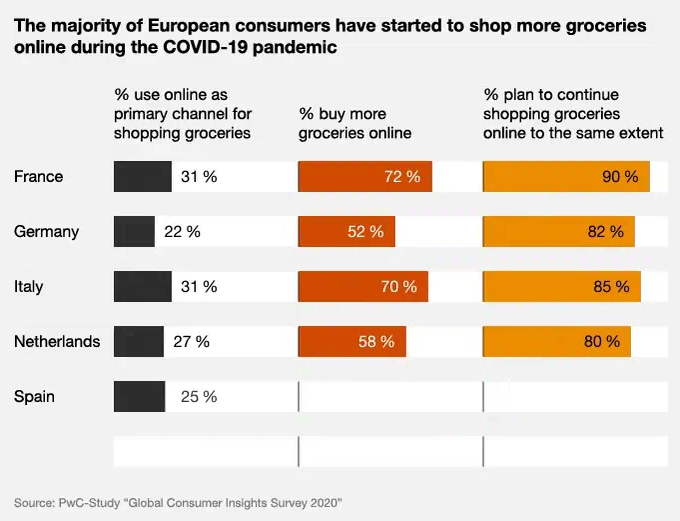 The majority of European consumers have started to shop more groceries
online during the COVID-19 pandemic
% use online as
primary channel for
shopping groceries
% buy more
groceries online
% plan to continue
shopping groceries
online to the same extent
France 31 % 72 % 90 %
Germany 22 % 52 % 82 %
Italy 31 % 70 % 85 %
Netherlands 27 % 58 % 80 %
Spain 25 %
Source: PwC-Study "Global Consumer Insights Survey 2020"